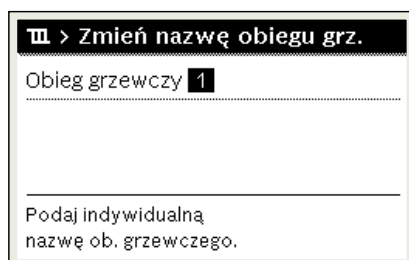 > Zmień nazwę obiegu grz.
Obieg grzewczy 1
Podaj indywidualną
nazwę ob. grzewczego.